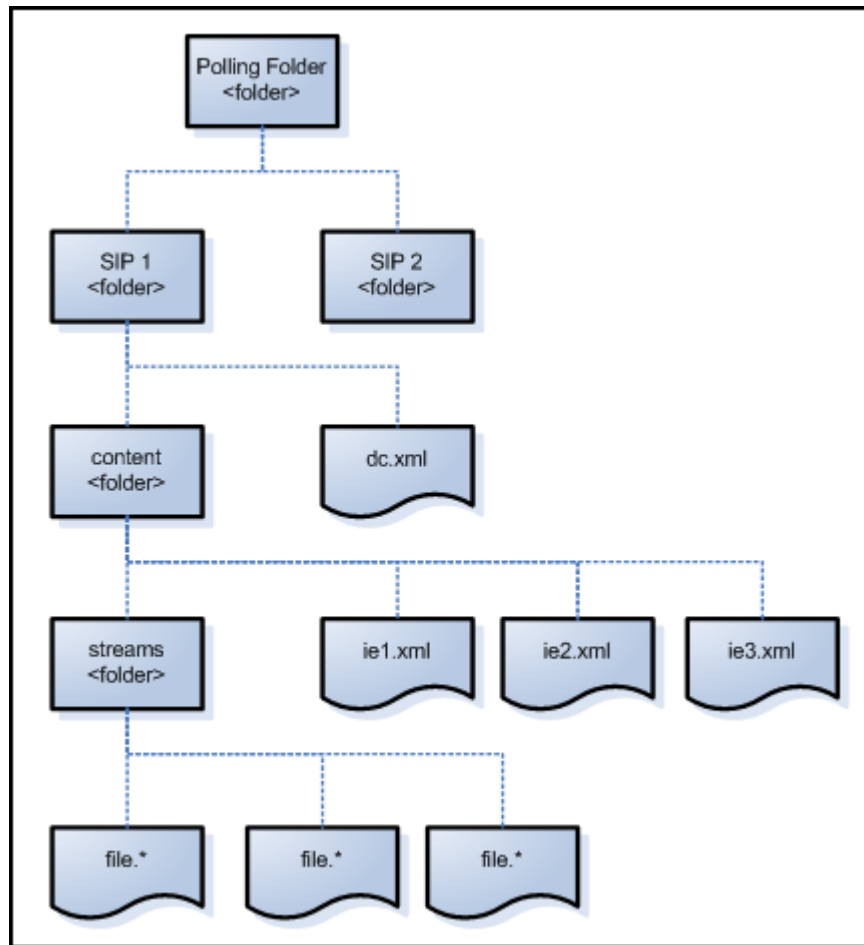 Polling Folder
<folder>
SIP 1
<folder>
SIP 2
<folder>
content
<folder>
dc.xml
streams
<folder>
ie1.xml
ie2.xml
ie3.xml
file.*
file.*
file.*